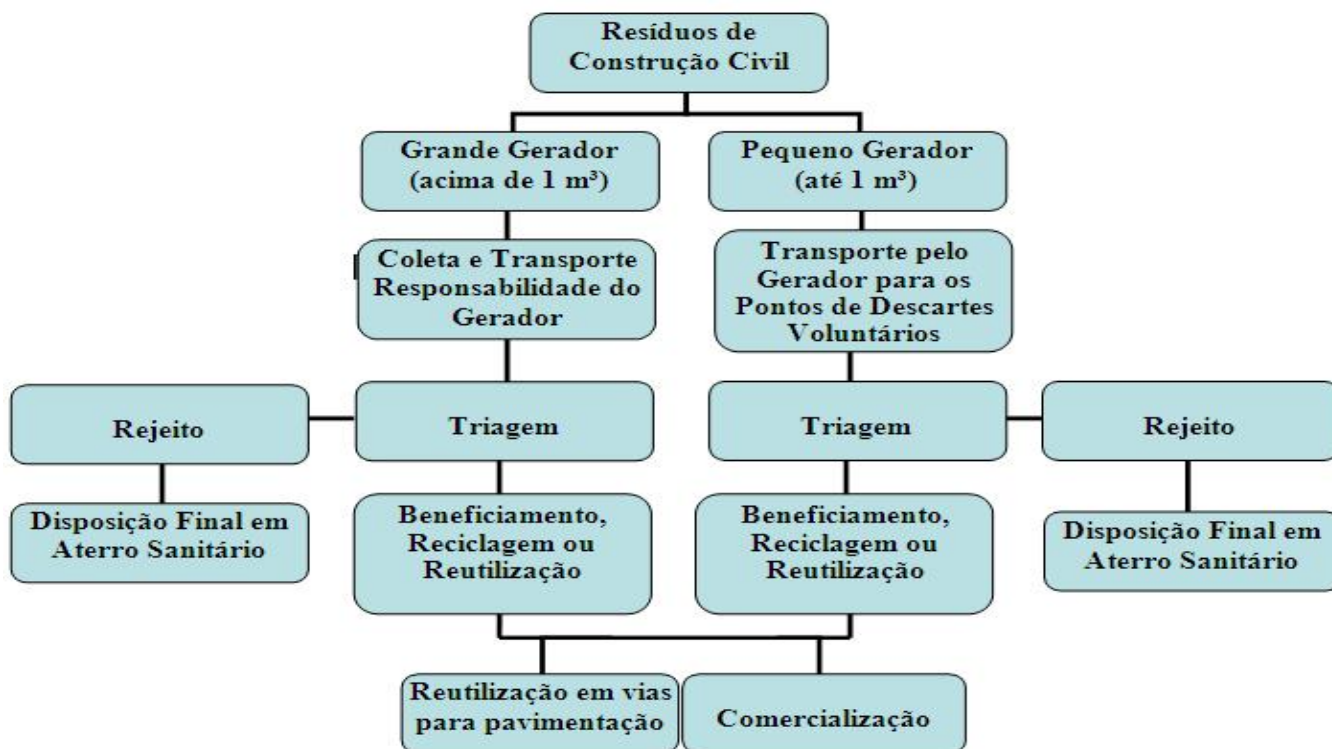 Resíduos de
Construção Civil
Grande Gerador
(acima de 1 m³)
Pequeno Gerador
(até 1 m³)
Coleta e Transporte
Responsabilidade do
Gerador
Transporte pelo
Gerador para os
Pontos de Descartes
Voluntários
Rejeito
Triagem
Triagem
Rejeito
Disposição Final em
Aterro Sanitário
Beneficiamento,
Reciclagem ou
Reutilização
Beneficiamento,
Reciclagem ou
Reutilização
Disposição Final em
Aterro Sanitário
Reutilização em vias
para pavimentação
Comercialização